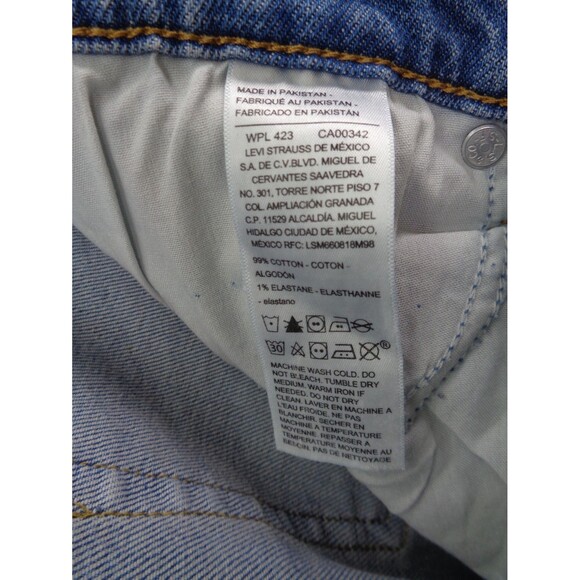 MADE IN PAKISTAN -
FABRIQUÉ AU PAKISTAN -
FABRICADO EN PAKISTÁN
WPL 423 CA00342
LEVI STRAUSS DE MÉXICO
S.A. DE C.V.BLVD. MIGUEL DE
CERVANTES SAAVEDRA
NO. 301, TORRE NORTE PISO 7
COL. AMPLIACIÓN GRANADA
C.P. 11529 ALCALDÍA. MIGUEL
HIDALGO CIUDAD DE MÉXICO,
MÉXICO RFC: LSM660818M98
99% COTTON - COTON -
ALGODÓN
1% ELASTANE - ELASTHANNE
- elastano
30 ®
MACHINE WASH COLD. DO
NOT BLEACH. TUMBLE DRY
MEDIUM. WARM IRON IF
NEEDED. DO NOT DRY
CLEAN. LAVER EN MACHINE A
L'EAU FROIDE. NE PAS
BLANCHIR. SECHER EN
MACHINE A TEMPERATURE
MOYENNE. REPASSER A
TEMPERATURE MOYENNE AU
BESOIN. PAS DE NETTOYAGE